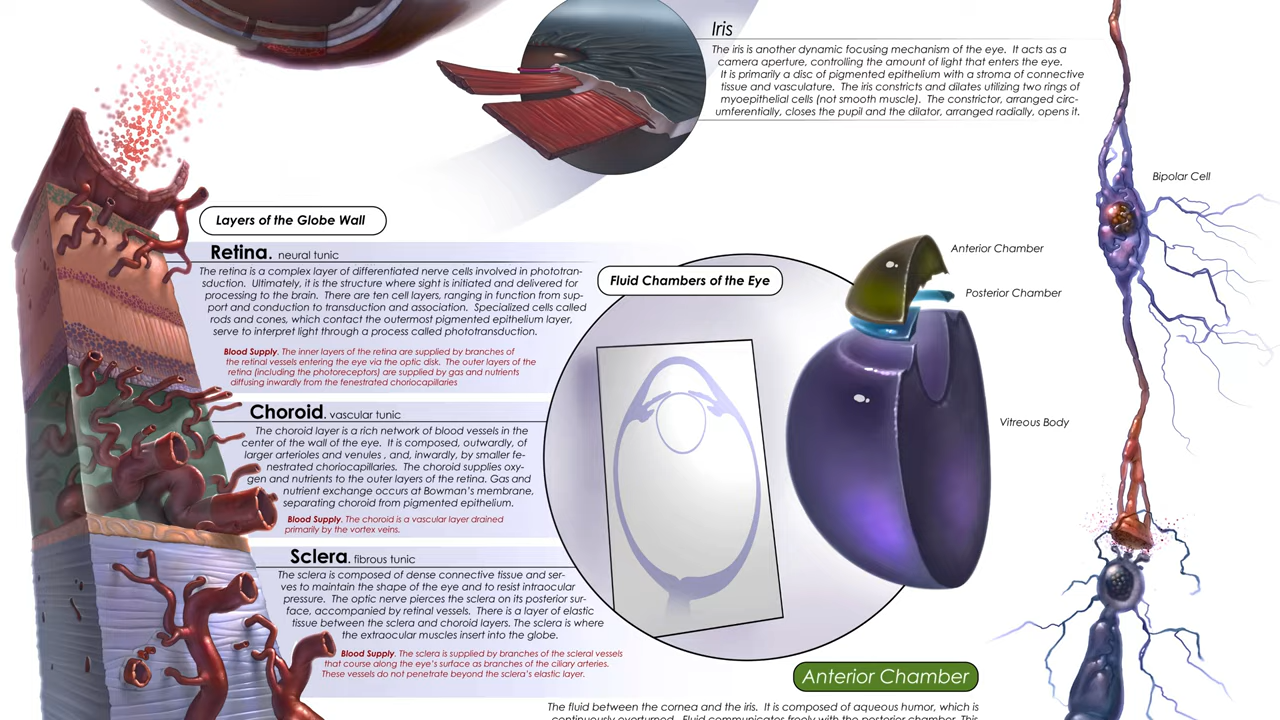 Iris
The iris is another dynamic focusing mechanism of the eye. It acts as a
camera aperture, controlling the amount of light that enters the eye.
It is primarily a disc of pigmented epithelium with a stroma of connective
tissue and vasculature. The iris constricts and dilates utilizing two rings of
myoepithelial cells (not smooth muscle). The constrictor, arranged circ-
umferentially, closes the pupil and the dilator, arranged radially, opens it.
Bipolar Cell
Layers of the Globe Wall
Retina. neural tunic
The retina is a complex layer of differentiated nerve cells involved in phototran-
sduction. Ultimately, it is the structure where sight is initiated and delivered for
processing to the brain. There are ten cell layers, ranging in function from sup-
port and conduction to transduction and association. Specialized cells called
rods and cones, which contact the outermost pigmented epithelium layer,
serve to interpret light through a process called phototransduction.
Blood Supply. The inner layers of the retina are supplied by branches of
the retinal vessels entering the eye via the optic disk. The outer layers of the
retina (including the photoreceptors) are supplied by gas and nutrients
diffusing inwardly from the fenestrated choriocapillaries
Choroid. vascular tunic
The choroid layer is a rich network of blood vessels in the
center of the wall of the eye. It is composed, outwardly, of
larger arterioles and venules , and, inwardly, by smaller fe-
nestrated choriocapillaries. The choroid supplies oxy-
gen and nutrients to the outer layers of the retina. Gas and
nutrient exchange occurs at Bowman's membrane,
separating choroid from pigmented epithelium.
Blood Supply. The choroid is a vascular layer drained
primarily by the vortex veins.
Sclera. fibrous tunic
The sclera is composed of dense connective tissue and ser-
ves to maintain the shape of the eye and to resist intraocular
pressure. The optic nerve pierces the sclera on its posterior sur-
face, accompanied by retinal vessels. There is a layer of elastic
tissue between the sclera and choroid layers. The sclera is where
the extraocular muscles insert into the globe.
Blood Supply. The sclera is supplied by branches of the scleral vessels
that course along the eye's surface as branches of the ciliary arteries.
These vessels do not penetrate beyond the sclera's elastic layer.
Fluid Chambers of the Eye
Anterior Chamber
Posterior Chamber
Vitreous Body
Anterior Chamber
The fluid between the cornea and the iris. It is composed of aqueous humor, which is
continuously overturned. Fluid communicates freely with the posterior chamber. This